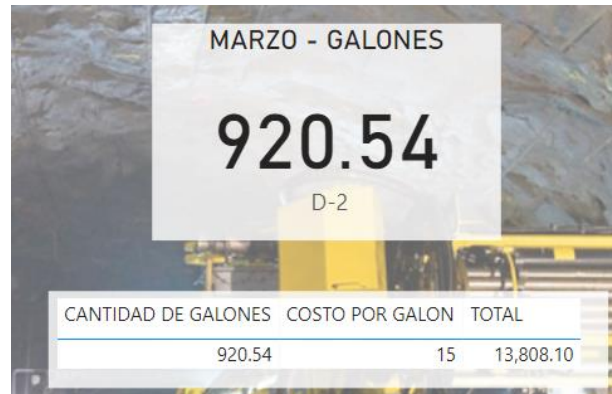 MARZO - GALONES
920.54
D-2
CANTIDAD DE GALONES COSTO POR GALON TOTAL
920.54 15 13,808.10